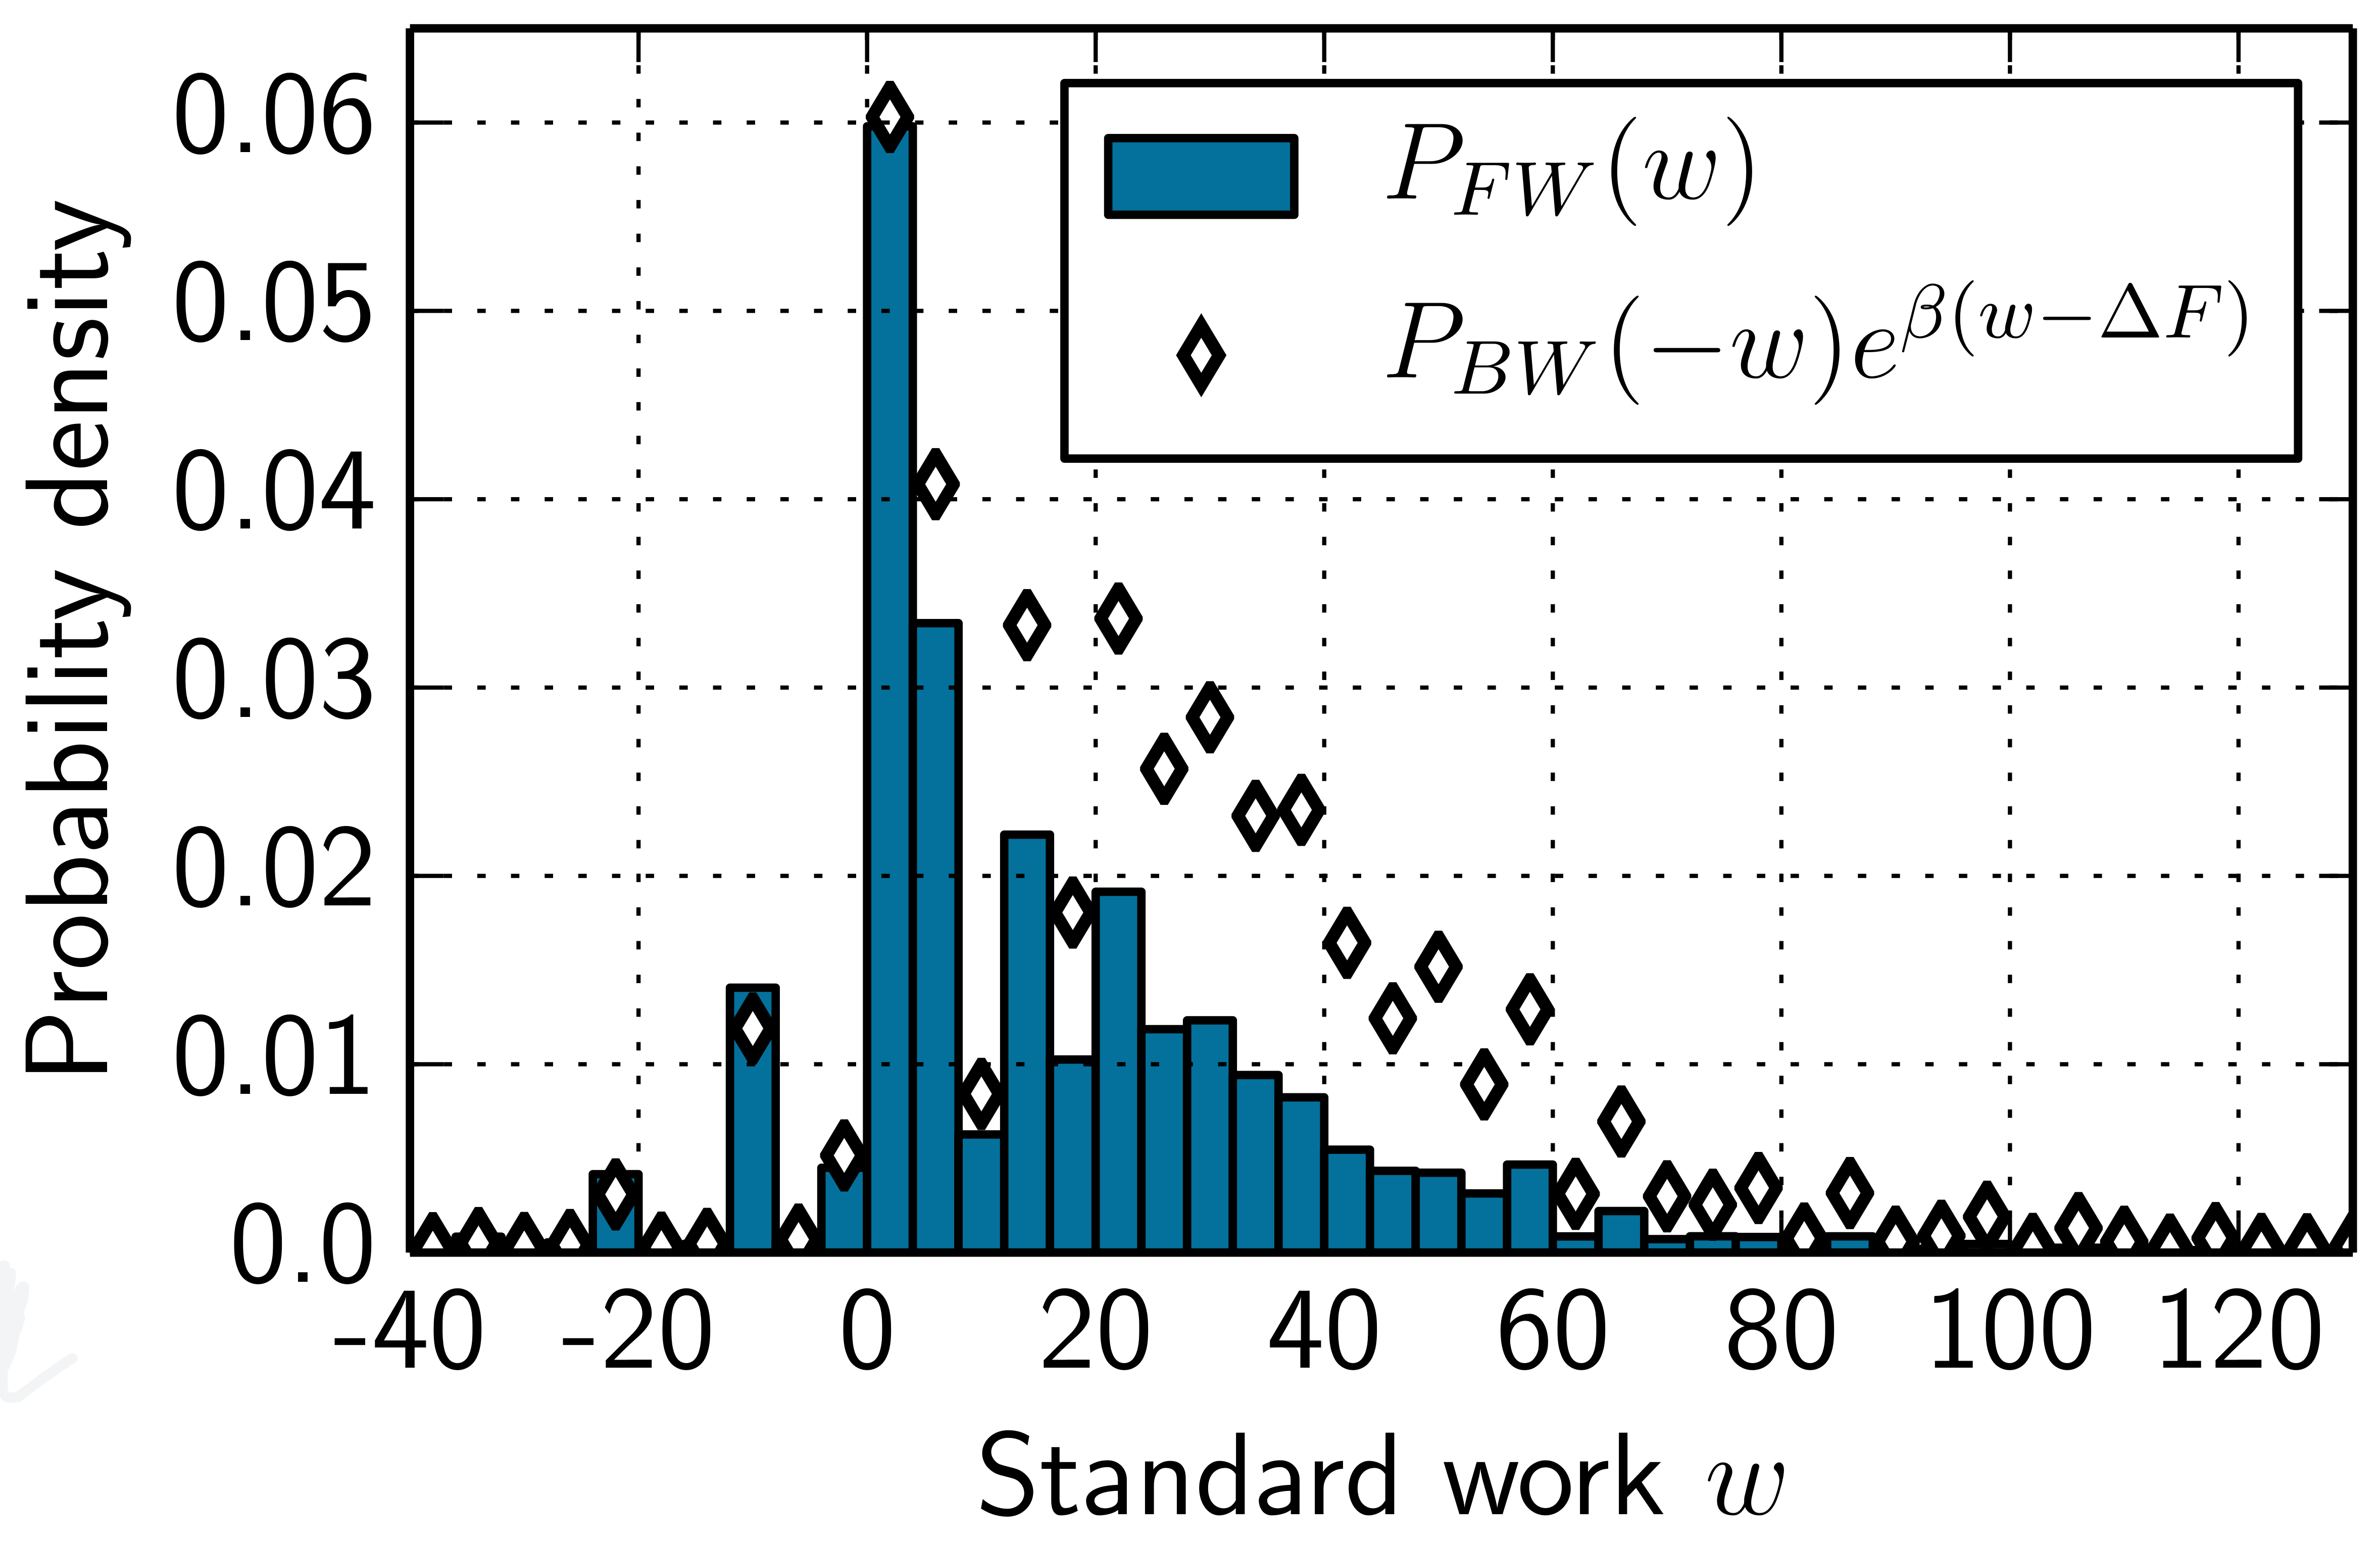 Probability density
0.06
0.05
0.04
0.03
0.02
0.01
0.0
P_{FW}(w)
P_{BW}(−w)e^{β(w−ΔF)}
-40 -20 0 20 40 60 80 100 120
Standard work w